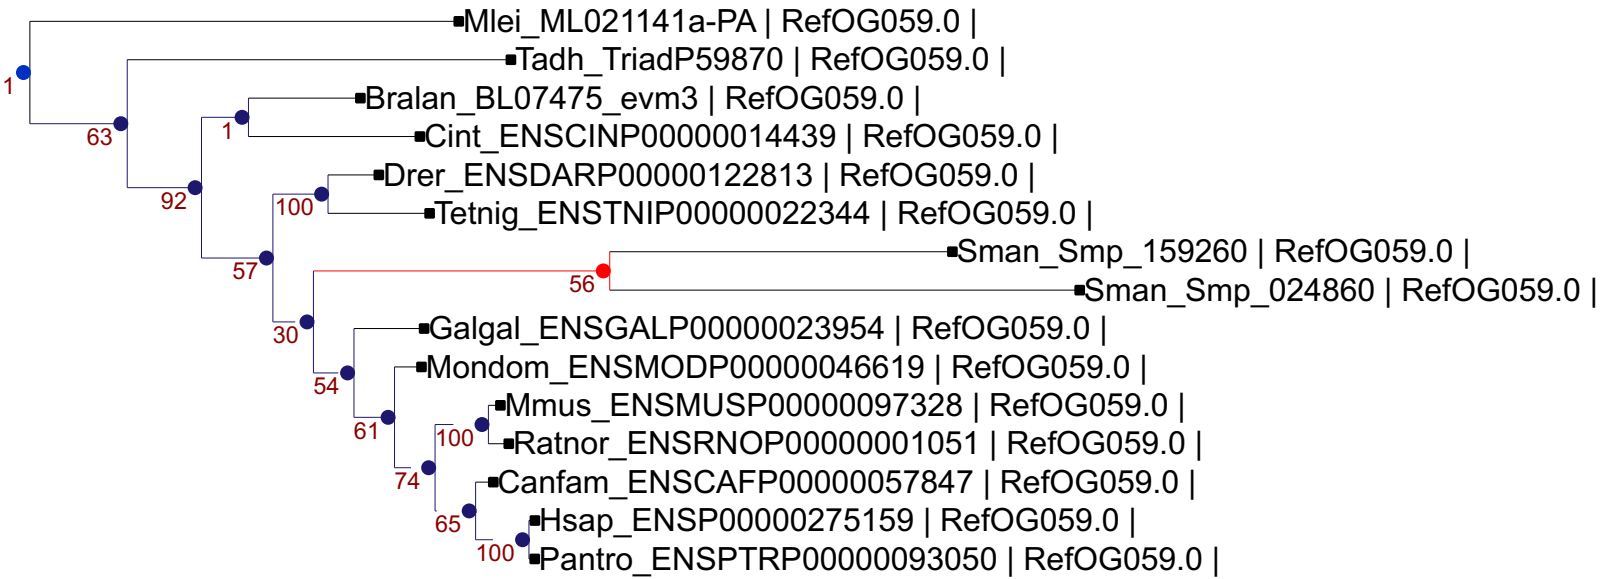 Mlei_ML021141a-PA | RefOG059.0 |
Tadh_TriadP59870 | RefOG059.0 |
1
Bralan_BL07475_evm3 | RefOG059.0 |
63
1
Cint_ENSCINP00000014439 | RefOG059.0 |
Drer_ENSDARP00000122813 | RefOG059.0 |
92
100
Tetnig_ENSTNIP00000022344 | RefOG059.0 |
Sman_Smp_159260 | RefOG059.0 |
57
56
Sman_Smp_024860 | RefOG059.0 |
30
Galgal_ENSGALP00000023954 | RefOG059.0 |
Mondom_ENSMODP00000046619 | RefOG059.0 |
54
Mmus_ENSMUSP00000097328 | RefOG059.0 |
61
100
Ratnor_ENSRNOP00000001051 | RefOG059.0 |
74
Canfam_ENSCAFP00000057847 | RefOG059.0 |
65
Hsap_ENSP00000275159 | RefOG059.0 |
100
Pantro_ENSPTRP00000093050 | RefOG059.0 |